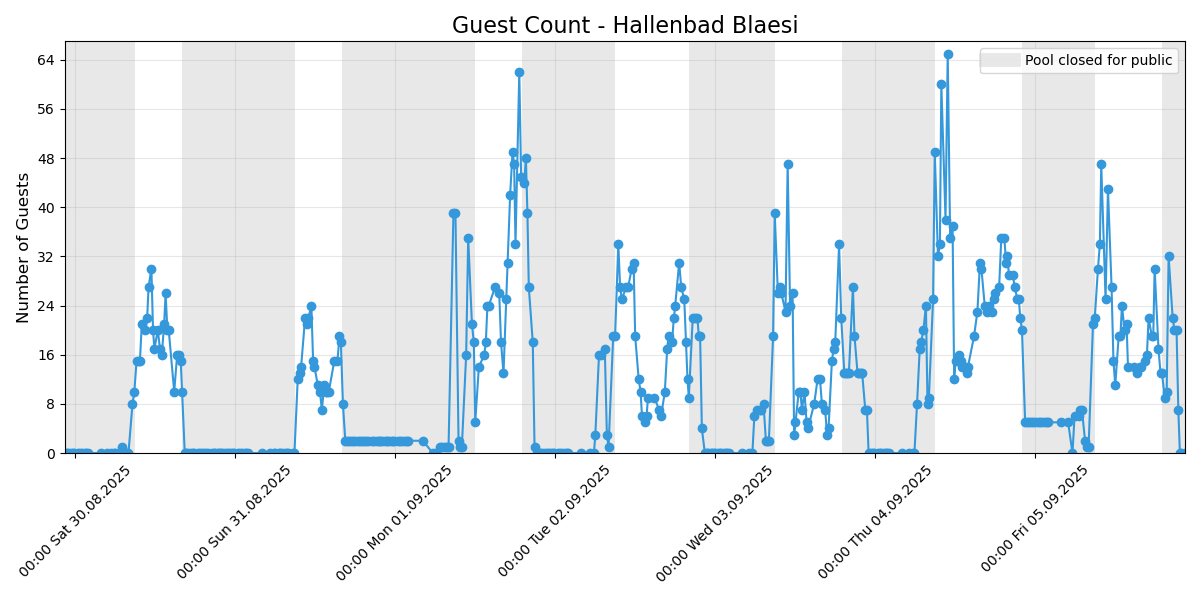 Guest Count - Hallenbad Blaesi
Pool closed for public
Number of Guests
64
56
48
40
32
24
16
8
0
00:00 Sat 30.08.2025
00:00 Sun 31.08.2025
00:00 Mon 01.09.2025
00:00 Tue 02.09.2025
00:00 Wed 03.09.2025
00:00 Thu 04.09.2025
00:00 Fri 05.09.2025